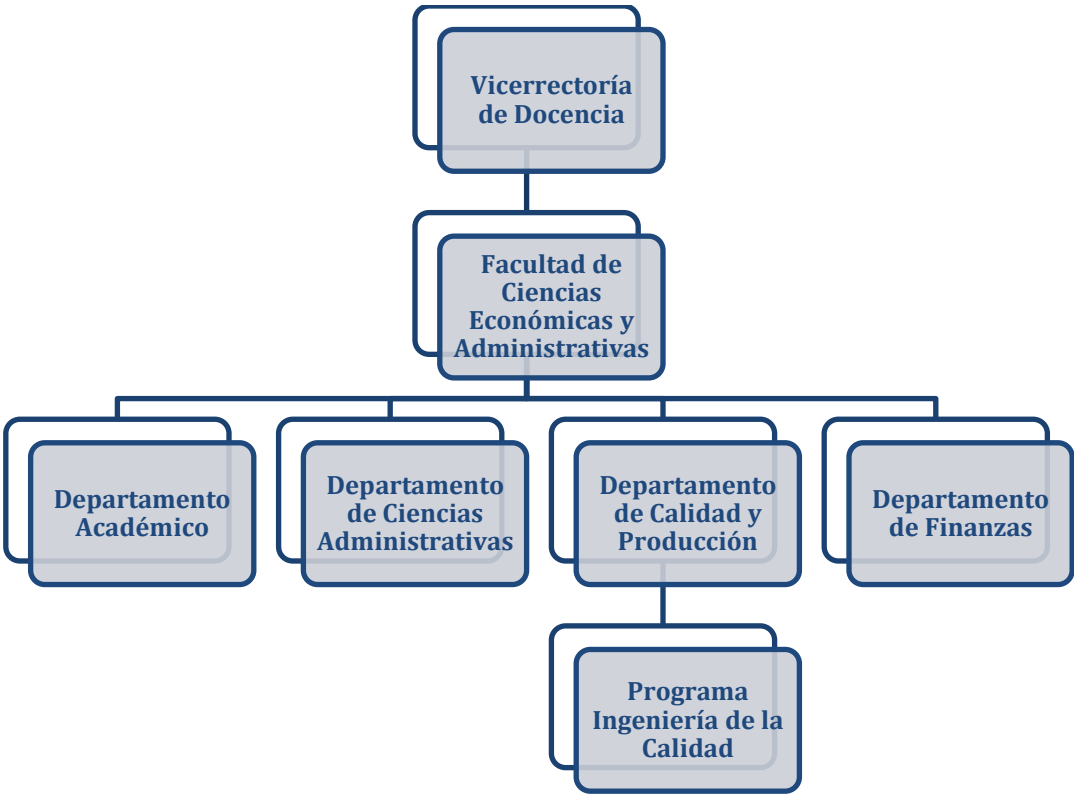 Vicerrectoría
de Docencia
Facultad de
Ciencias
Económicas y
Administrativas
Departamento
Académico
Departamento
de Ciencias
Administrativas
Departamento
de Calidad y
Producción
Departamento
de Finanzas
Programa
Ingeniería de la
Calidad